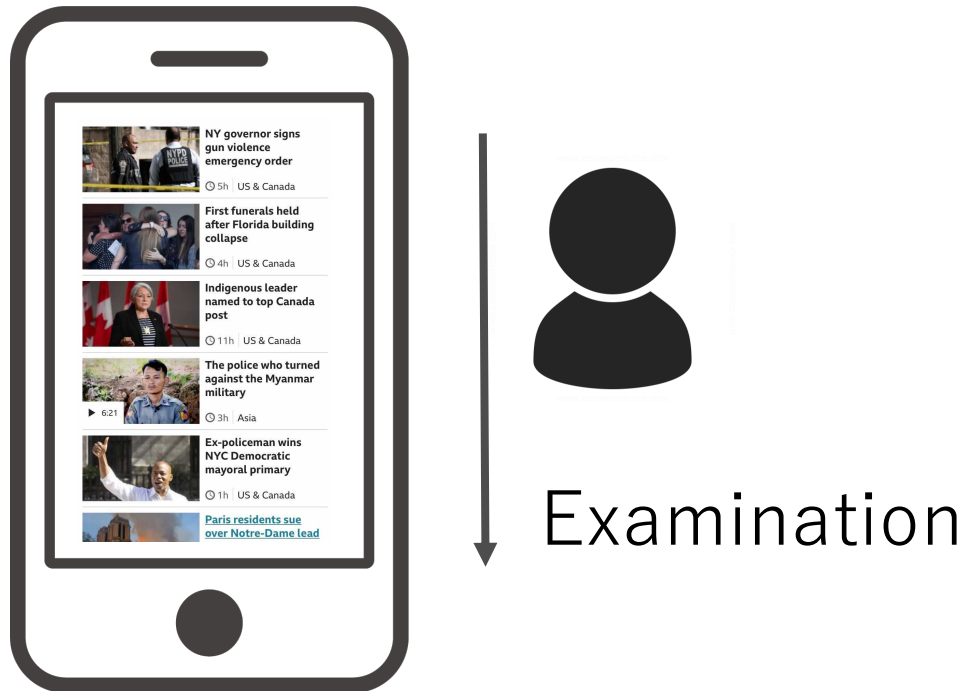 NYPD
POLICE
NY governor signs
gun violence
emergency order
5h US & Canada
First funerals held
after Florida building
collapse
4h US & Canada
Indigenous leader
named to top Canada
post
11h US & Canada
The police who turned
against the Myanmar
military
6:21
3h Asia
Ex-policeman wins
NYC Democratic
mayoral primary
1h US & Canada
Paris residents sue
over Notre-Dame lead
Examination